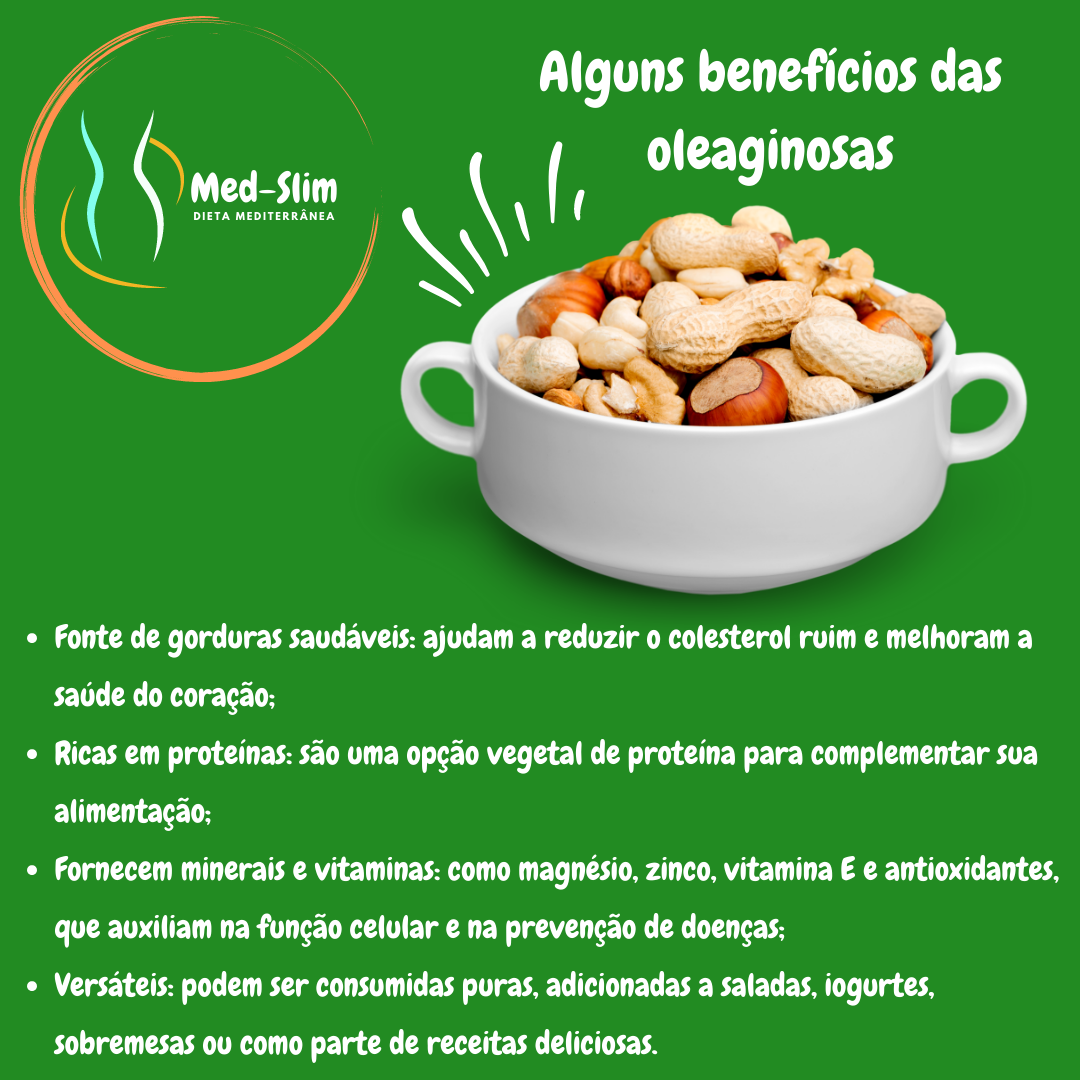 Med-Slim
DIETA MEDITERRÂNEA
Alguns benefícios das
oleaginosas
• Fonte de gorduras saudáveis: ajudam a reduzir o colesterol ruim e melhoram a
saúde do coração;
• Ricas em proteínas: são uma opção vegetal de proteína para complementar sua
alimentação;
• Fornecem minerais e vitaminas: como magnésio, zinco, vitamina E e antioxidantes,
que auxiliam na função celular e na prevenção de doenças;
• Versáteis: podem ser consumidas puras, adicionadas a saladas, iogurtes,
sobremesas ou como parte de receitas deliciosas.